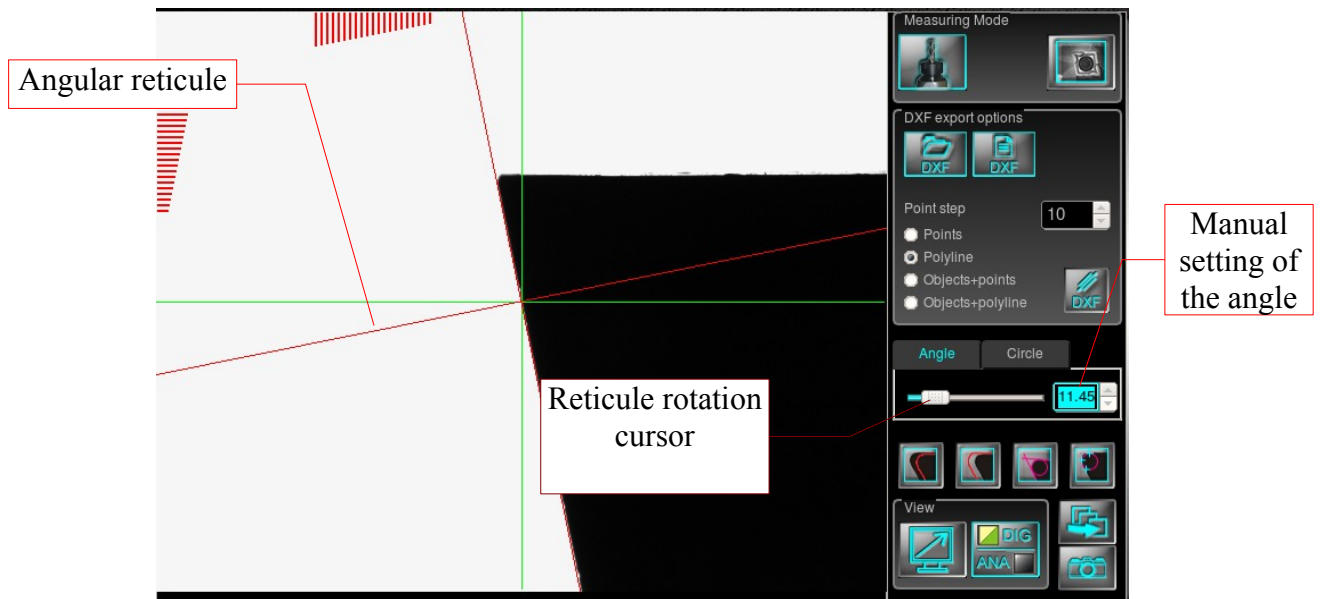 Measuring Mode
Angular reticule
DXF export options
DXF
DXF
Point step
10
Points
Polyline
Objects+points
Objects+polyline
DXF
Manual
setting of
the angle
Angle
Circle
11.45
Reticule rotation
cursor
View
DIG
ANA